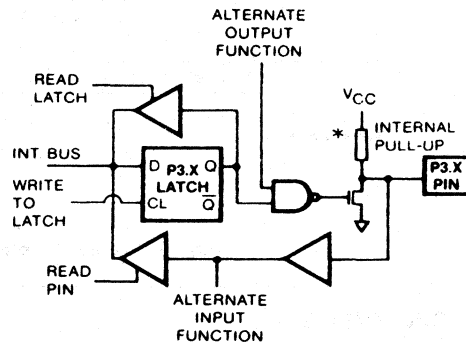 ALTERNATE
OUTPUT
FUNCTION
READ
LATCH
VCC
*
INTERNAL
PULL-UP
INT. BUS
D
P3.X
Q
LATCH
P3.X
PIN
WRITE
TO
LATCH
CL
Q̅
READ
PIN
ALTERNATE
INPUT
FUNCTION